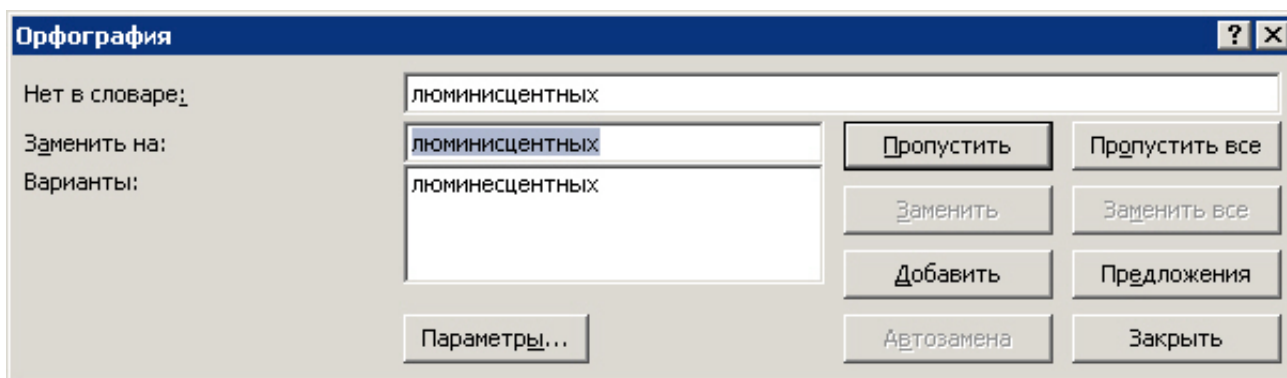 Орфография
Нет в словаре:
люминисцентных
Заменить на:
люминисцентных
Пропустить
Пропустить все
Варианты:
люминесцентных
Заменить
Заменить все
Добавить
Предложения
Параметры...
Автозамена
Закрыть